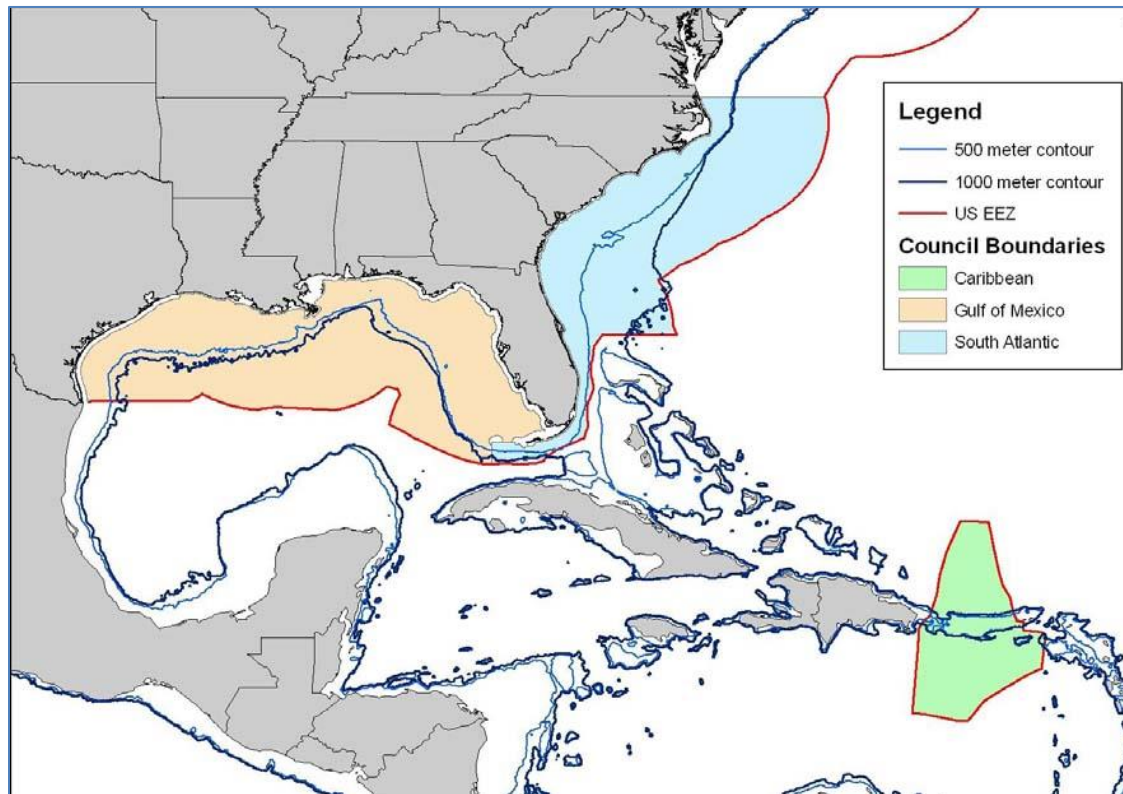 Legend
500 meter contour
1000 meter contour
US EEZ
Council Boundaries
Caribbean
Gulf of Mexico
South Atlantic